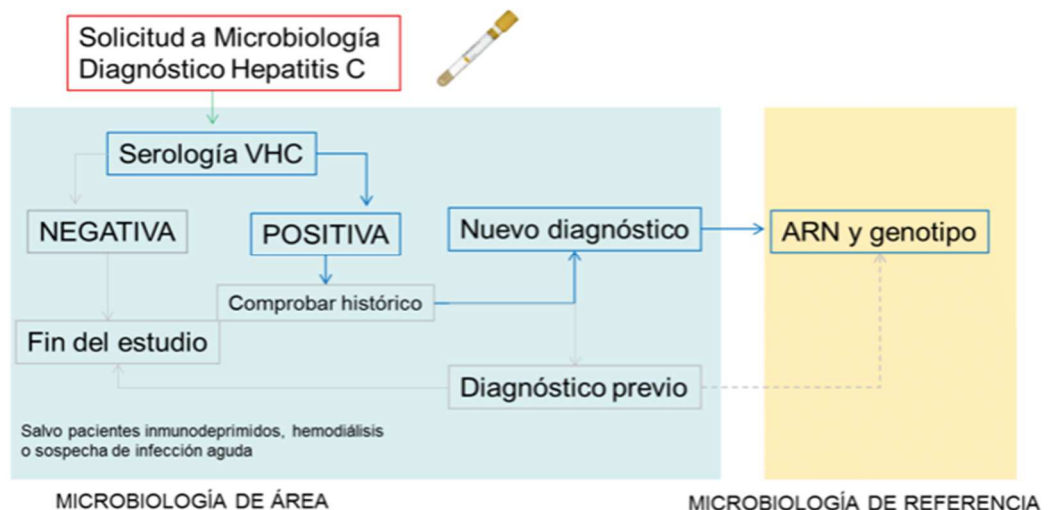 Solicitud a Microbiología
Diagnóstico Hepatitis C
Serología VHC
NEGATIVA
POSITIVA
Nuevo diagnóstico
ARN y genotipo
Comprobar histórico
Fin del estudio
Diagnóstico previo
Salvo pacientes inmunodeprimidos, hemodiálisis
o sospecha de infección aguda
MICROBIOLOGÍA DE ÁREA
MICROBIOLOGÍA DE REFERENCIA